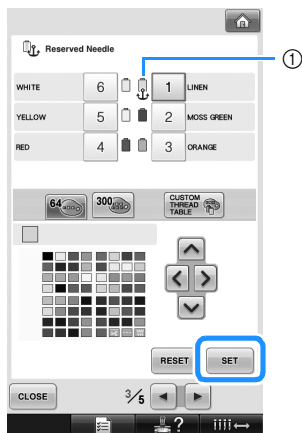 Reserved Needle
①
WHITE 6 1 LINEN
YELLOW 5 2 MOSS GREEN
RED 4 3 ORANGE
64 300 CUSTOM
THREAD
TABLE
RESET SET
CLOSE 3/5
?